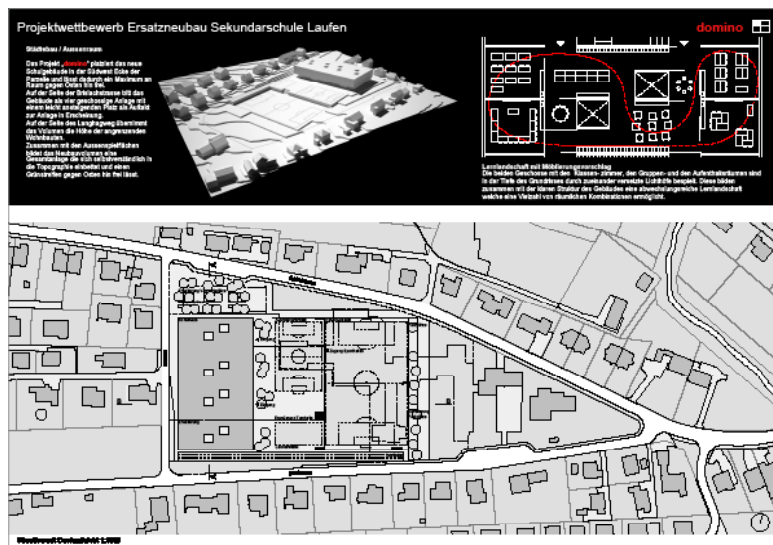 Projektwettbewerb Ersatzneubau Sekundarschule Laufen
domino
Städtebau / Aussenraum
Das Projekt „domino“ platziert das neue
Schulgebäude in der Südwest Ecke der
Parzelle und lässt dadurch ein Maximum an
Raum gegen Osten hin frei.
Auf der Seite der Brislachstrasse tritt das
Gebäude als vier geschossige Anlage mit
einem leicht ansteigenden Platz als Auftakt
zur Anlage in Erscheinung.
Auf der Seite des Langhagweg übernimmt
das Volumen die Höhe der angrenzenden
Wohnbauten.
Zusammen mit den Aussenspielflächen
bildet das Neubauvolumen eine
Gesamtanlage die sich selbstverständlich in
die Topographie einbettet und einen
Grünstreifen gegen Osten hin frei lässt.
Lernlandschaft mit Möblierungsvorschlag
Die beiden Geschosse mit den Klassen- zimmer, den Gruppen- und den Aufenthaltsräumen sind
in der Tiefe des Grundrisses durch zueinander versetzte Lichthöfe bespielt. Diese bilden
zusammen mit der klaren Struktur des Gebäudes eine abwechslungsreiche Lernlandschaft
welche eine Vielzahl von räumlichen Kombinationen ermöglicht.